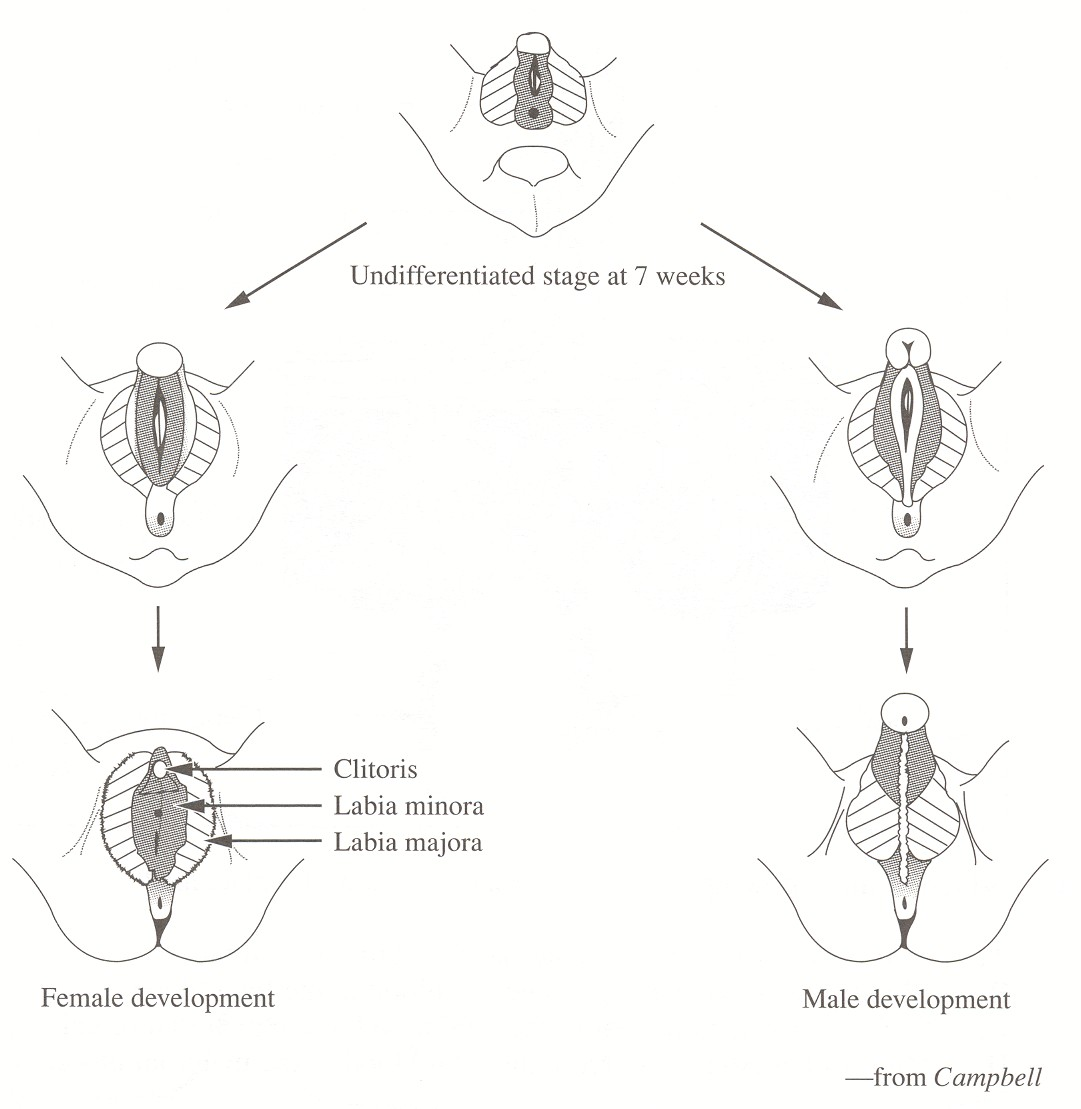 Undifferentiated stage at 7 weeks
Clitoris
Labia minora
Labia majora
Female development
Male development
—from Campbell